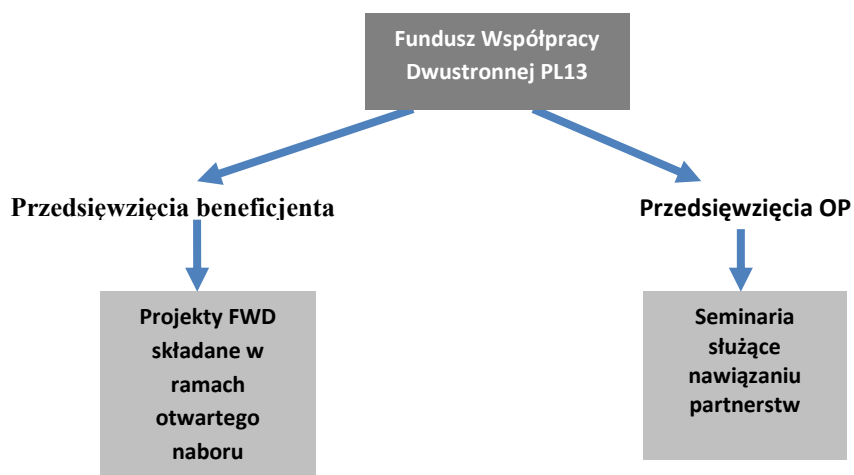 Fundusz Współpracy
Dwustronnej PL13
Przedsięwzięcia beneficjenta
Przedsięwzięcia OP
Projekty FWD
składane w
ramach
otwartego
naboru
Seminaria
służące
nawiązaniu
partnerstw